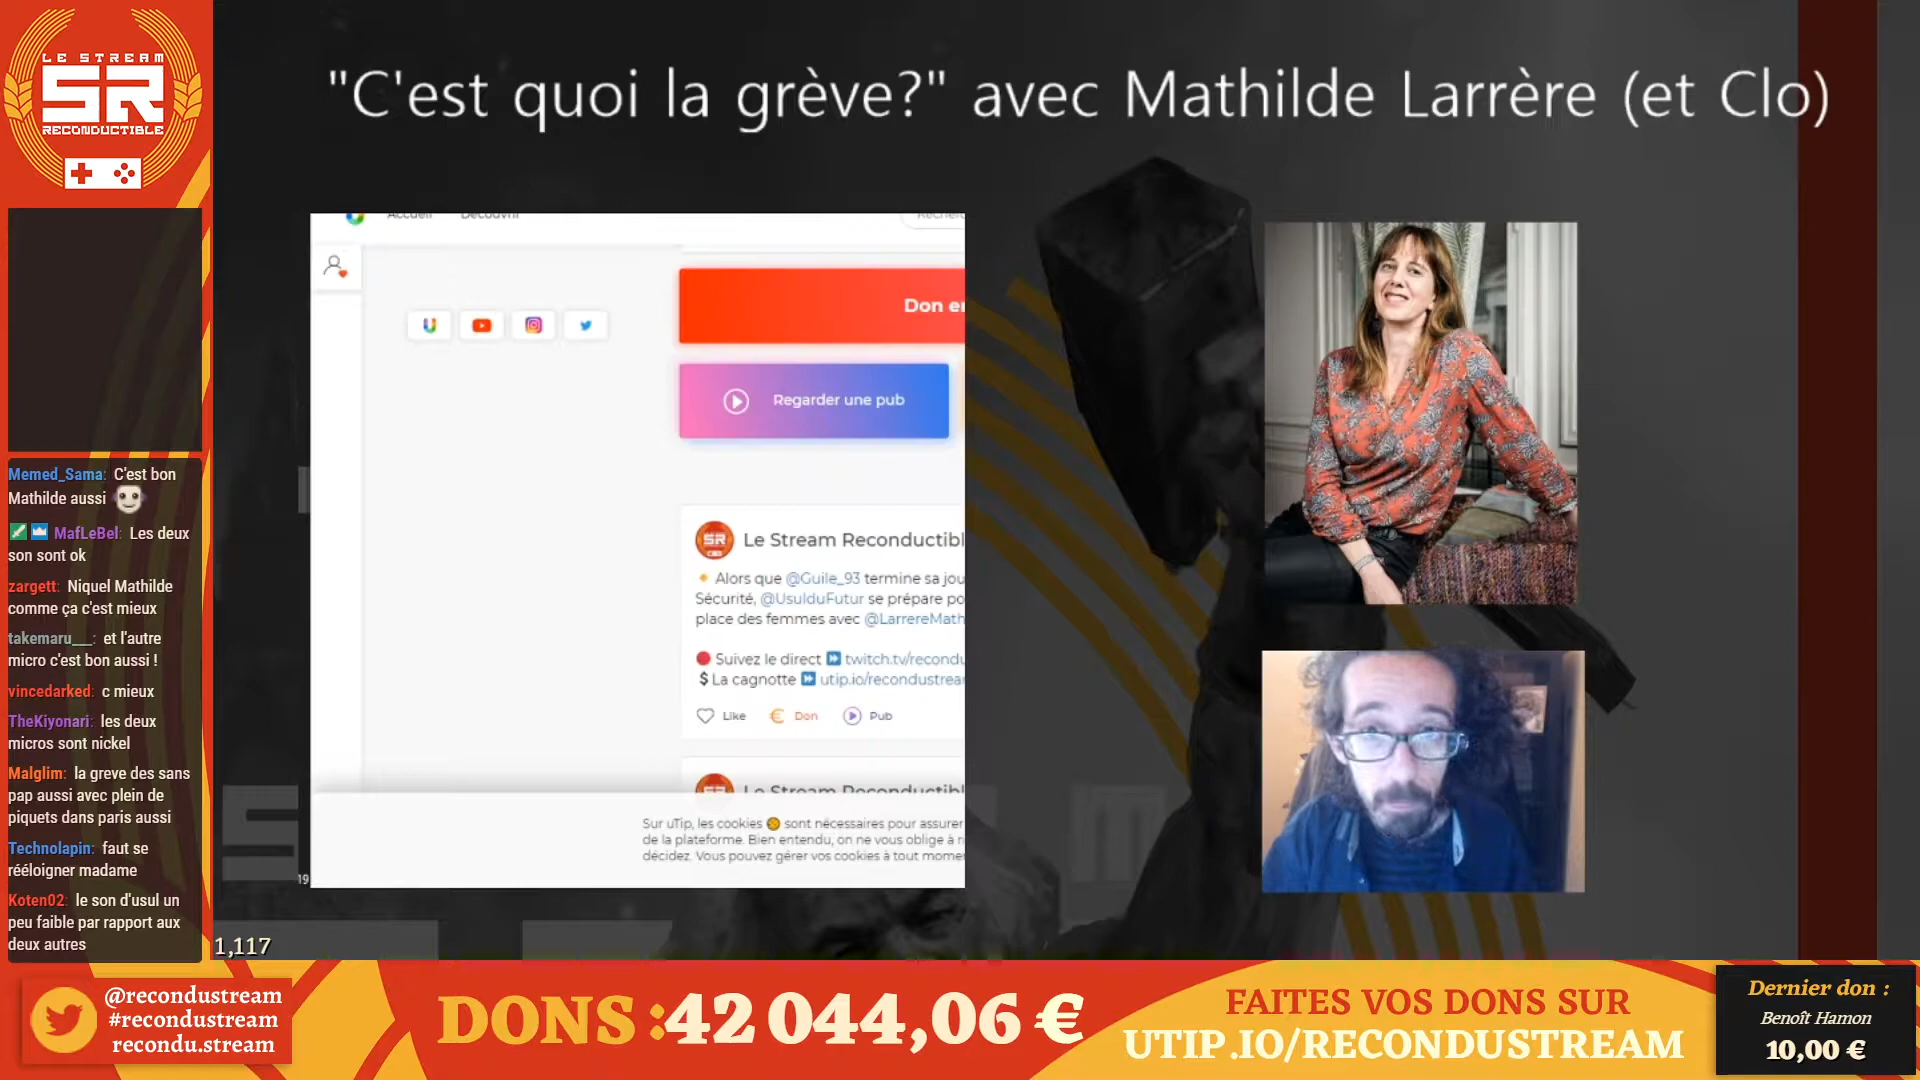 LE STREAM
SR
RECONDUCTIBLE
"C'est quoi la grève?" avec Mathilde Larrère (et Clo)
Accueil Découvrir
Recherc
Don en
Regarder une pub
Le Stream Reconductibl
Alors que @Guile_93 termine sa jou
Sécurité, @UsulduFutur se prépare po
place des femmes avec @LarrereMath
Suivez le direct twitch.tv/recondu
$ La cagnotte utip.io/recondustrea
Like Don Pub
Le Stream Reconductibl
Sur uTip, les cookies sont nécessaires pour assurer
de la plateforme. Bien entendu, on ne vous oblige à r
décidez. Vous pouvez gérer vos cookies à tout mome
19
Memed_Sama: C'est bon
Mathilde aussi
MafLeBel: Les deux
son sont ok
zargett: Niquel Mathilde
comme ça c'est mieux
takemaru__: et l'autre
micro c'est bon aussi !
vincedarked: c mieux
TheKiyonari: les deux
micros sont nickel
Malglim: la greve des sans
pap aussi avec plein de
piquets dans paris aussi
Technolapin: faut se
rééloigner madame
Koten02: le son d'usul un
peu faible par rapport aux
deux autres
1,117
@recondustream
#recondustream
recondu.stream
DONS :42 044,06 €
FAITES VOS DONS SUR
UTIP.IO/RECONDUSTREAM
Dernier don :
Benoît Hamon
10,00 €